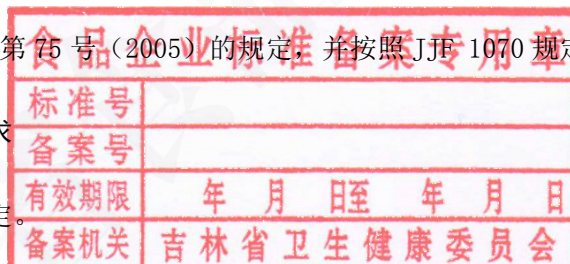 第 75 号（2005）的规定，并按照 JJF 1070 规定
食品企业标准备案专用章
标准号
求
备案号
有效期限 年 月 日至 年 月 日
定。
备案机关 吉林省卫生健康委员会